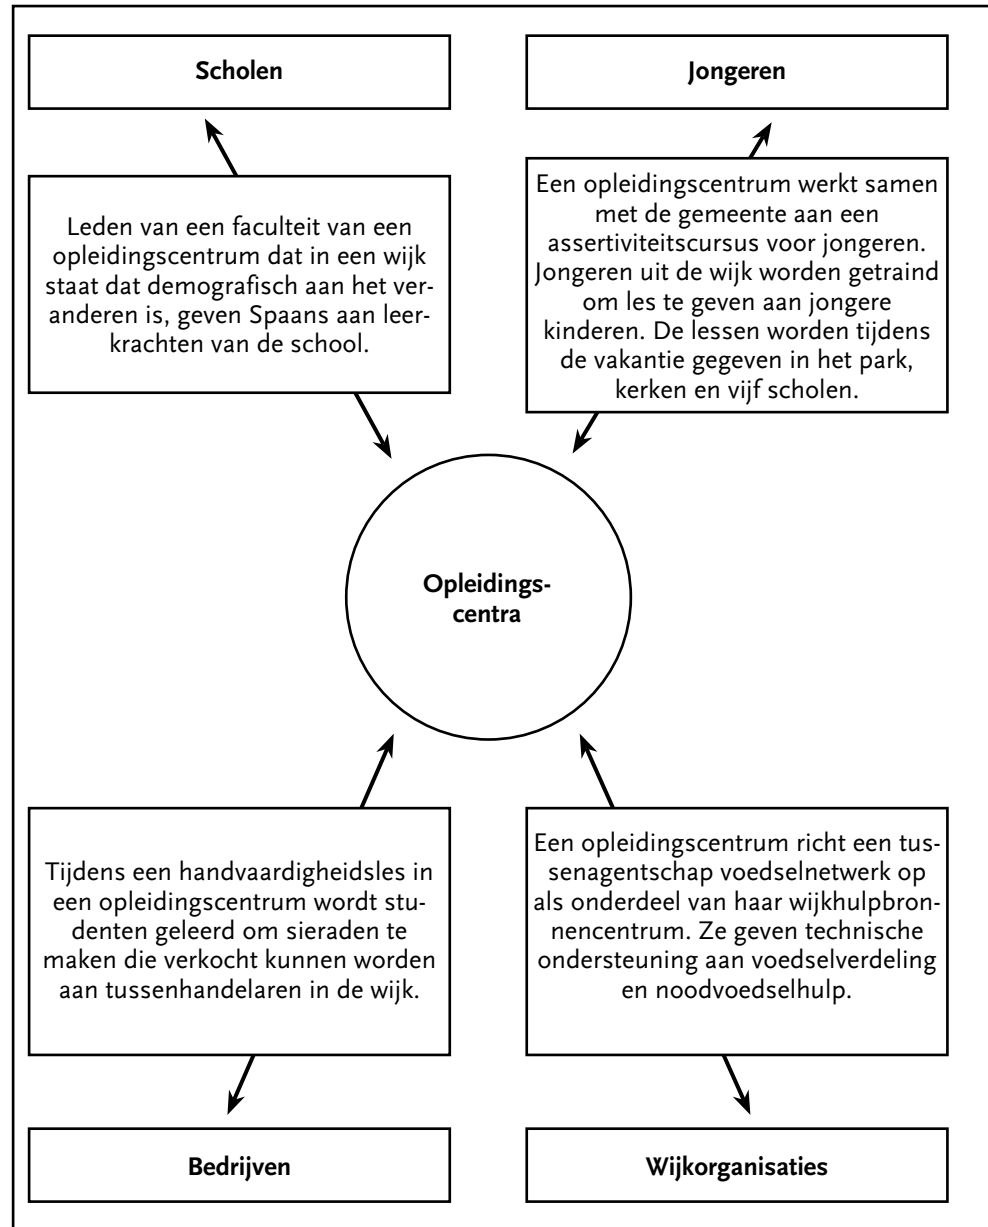 Scholen
Jongeren
Leden van een faculteit van een
opleidingscentrum dat in een wijk
staat dat demografisch aan het ver-
anderen is, geven Spaans aan leer-
krachten van de school.
Een opleidingscentrum werkt samen
met de gemeente aan een
assertiviteitscursus voor jongeren.
Jongeren uit de wijk worden getraind
om les te geven aan jongere
kinderen. De lessen worden tijdens
de vakantie gegeven in het park,
kerken en vijf scholen.
Opleidings-
centra
Tijdens een handvaardigheidsles in
een opleidingscentrum wordt stu-
denten geleerd om sieraden te
maken die verkocht kunnen worden
aan tussenhandelaren in de wijk.
Een opleidingscentrum richt een tus-
senagentschap voedselnetwerk op
als onderdeel van haar wijkhulpbron-
nencentrum. Ze geven technische
ondersteuning aan voedselverdeling
en noodvoedselhulp.
Bedrijven
Wijkorganisaties